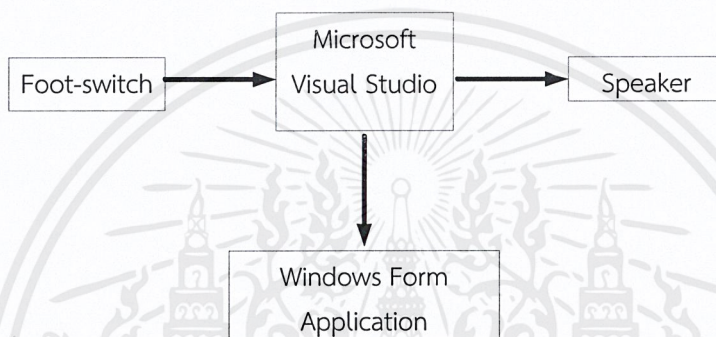 Microsoft
Foot-switch
Visual Studio
Speaker
Windows Form
Application